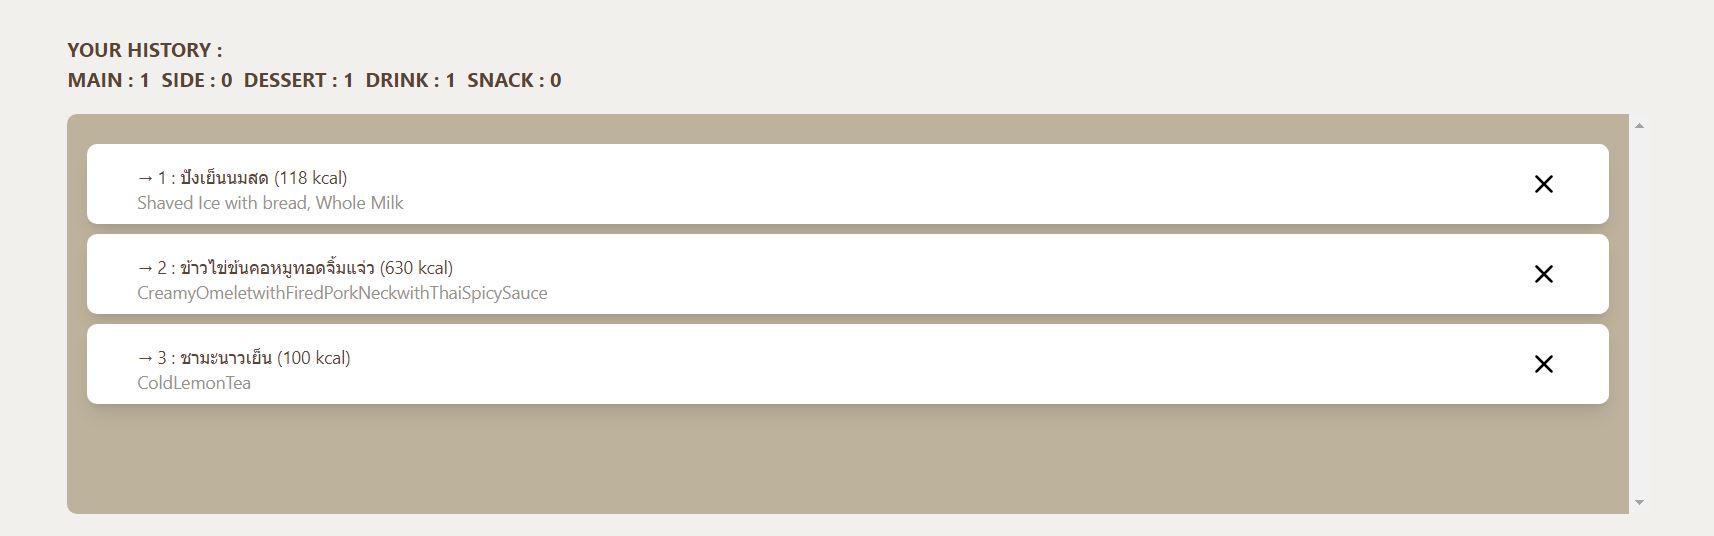 YOUR HISTORY :
MAIN : 1 SIDE : 0 DESSERT : 1 DRINK : 1 SNACK : 0
→ 1 : ปังเย็นนมสด (118 kcal)
Shaved Ice with bread, Whole Milk
→ 2 : ข้าวไข่ข้นคอหมูทอดจิ้มแจ่ว (630 kcal)
CreamyOmeletwithFiredPorkNeckwithThaiSpicySauce
→ 3 : ชามะนาวเย็น (100 kcal)
ColdLemonTea